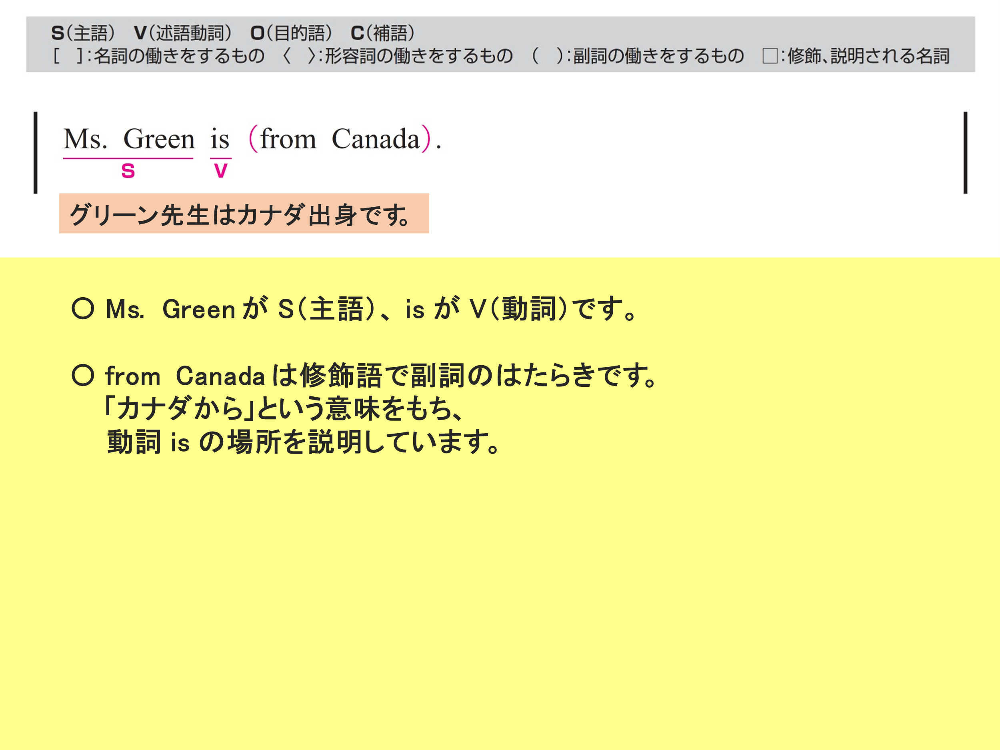 S（主語） V（述語動詞） O（目的語） C（補語）
[ ]：名詞の働きをするもの 〈 〉：形容詞の働きをするもの ( )：副詞の働きをするもの □：修飾、説明される名詞
Ms. Green is (from Canada).
S V
グリーン先生はカナダ出身です。
○ Ms. Green が S（主語）、 is が V（動詞）です。
○ from Canada は修飾語で副詞のはたらきです。
「カナダから」という意味をもち、
動詞 is の場所を説明しています。